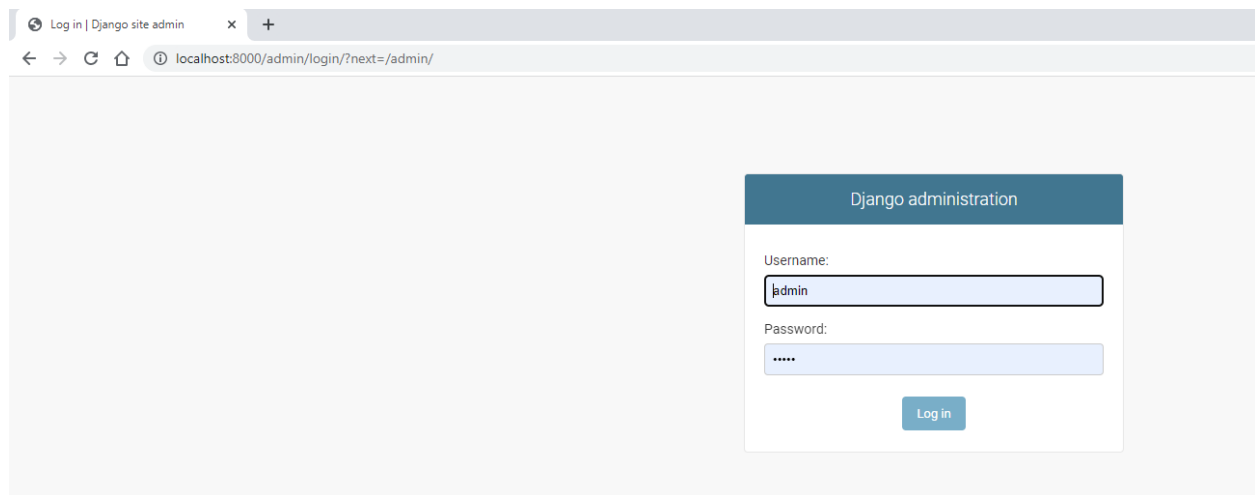 Log in | Django site admin
localhost:8000/admin/login/?next=/admin/
Django administration
Username:
admin
Password:
•••••
Log in